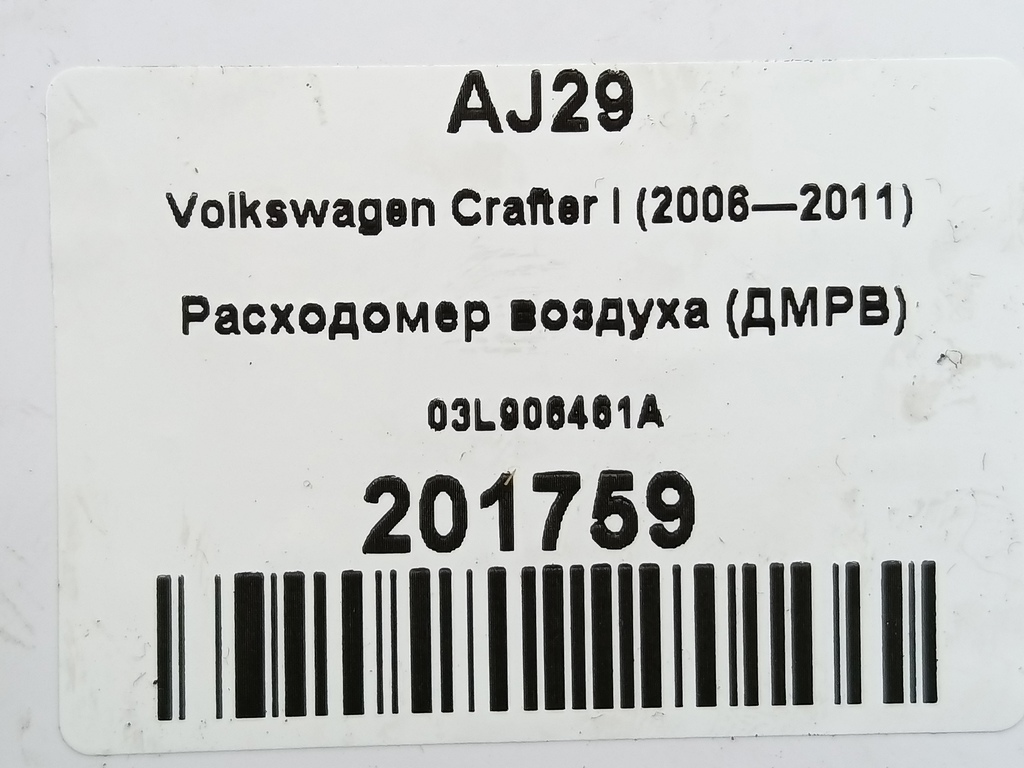 AJ29
Volkswagen Crafter I (2006—2011)
Расходомер воздуха (ДМРВ)
03L906461A
201759